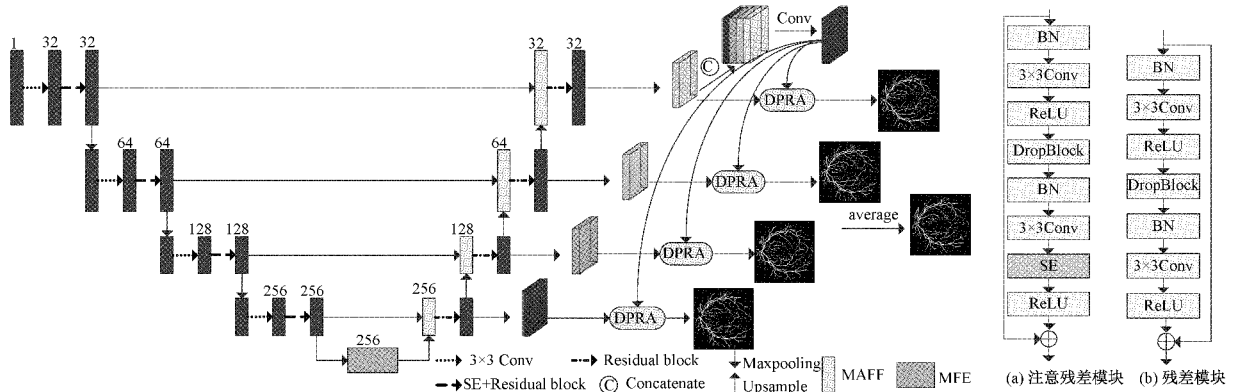 1 32 32
32 32
64 64
64
128 128
128
256 256
256
256
Conv
C
DPRA
DPRA
DPRA
DPRA
average
3×3 Conv
Residual block
SE+Residual block
C Concatenate
Maxpooling
Upsample
MAFF
MFE
BN
3×3Conv
ReLU
DropBlock
BN
3×3Conv
SE
ReLU
(a) 注意残差模块
BN
3×3Conv
ReLU
DropBlock
BN
3×3Conv
ReLU
(b) 残差模块